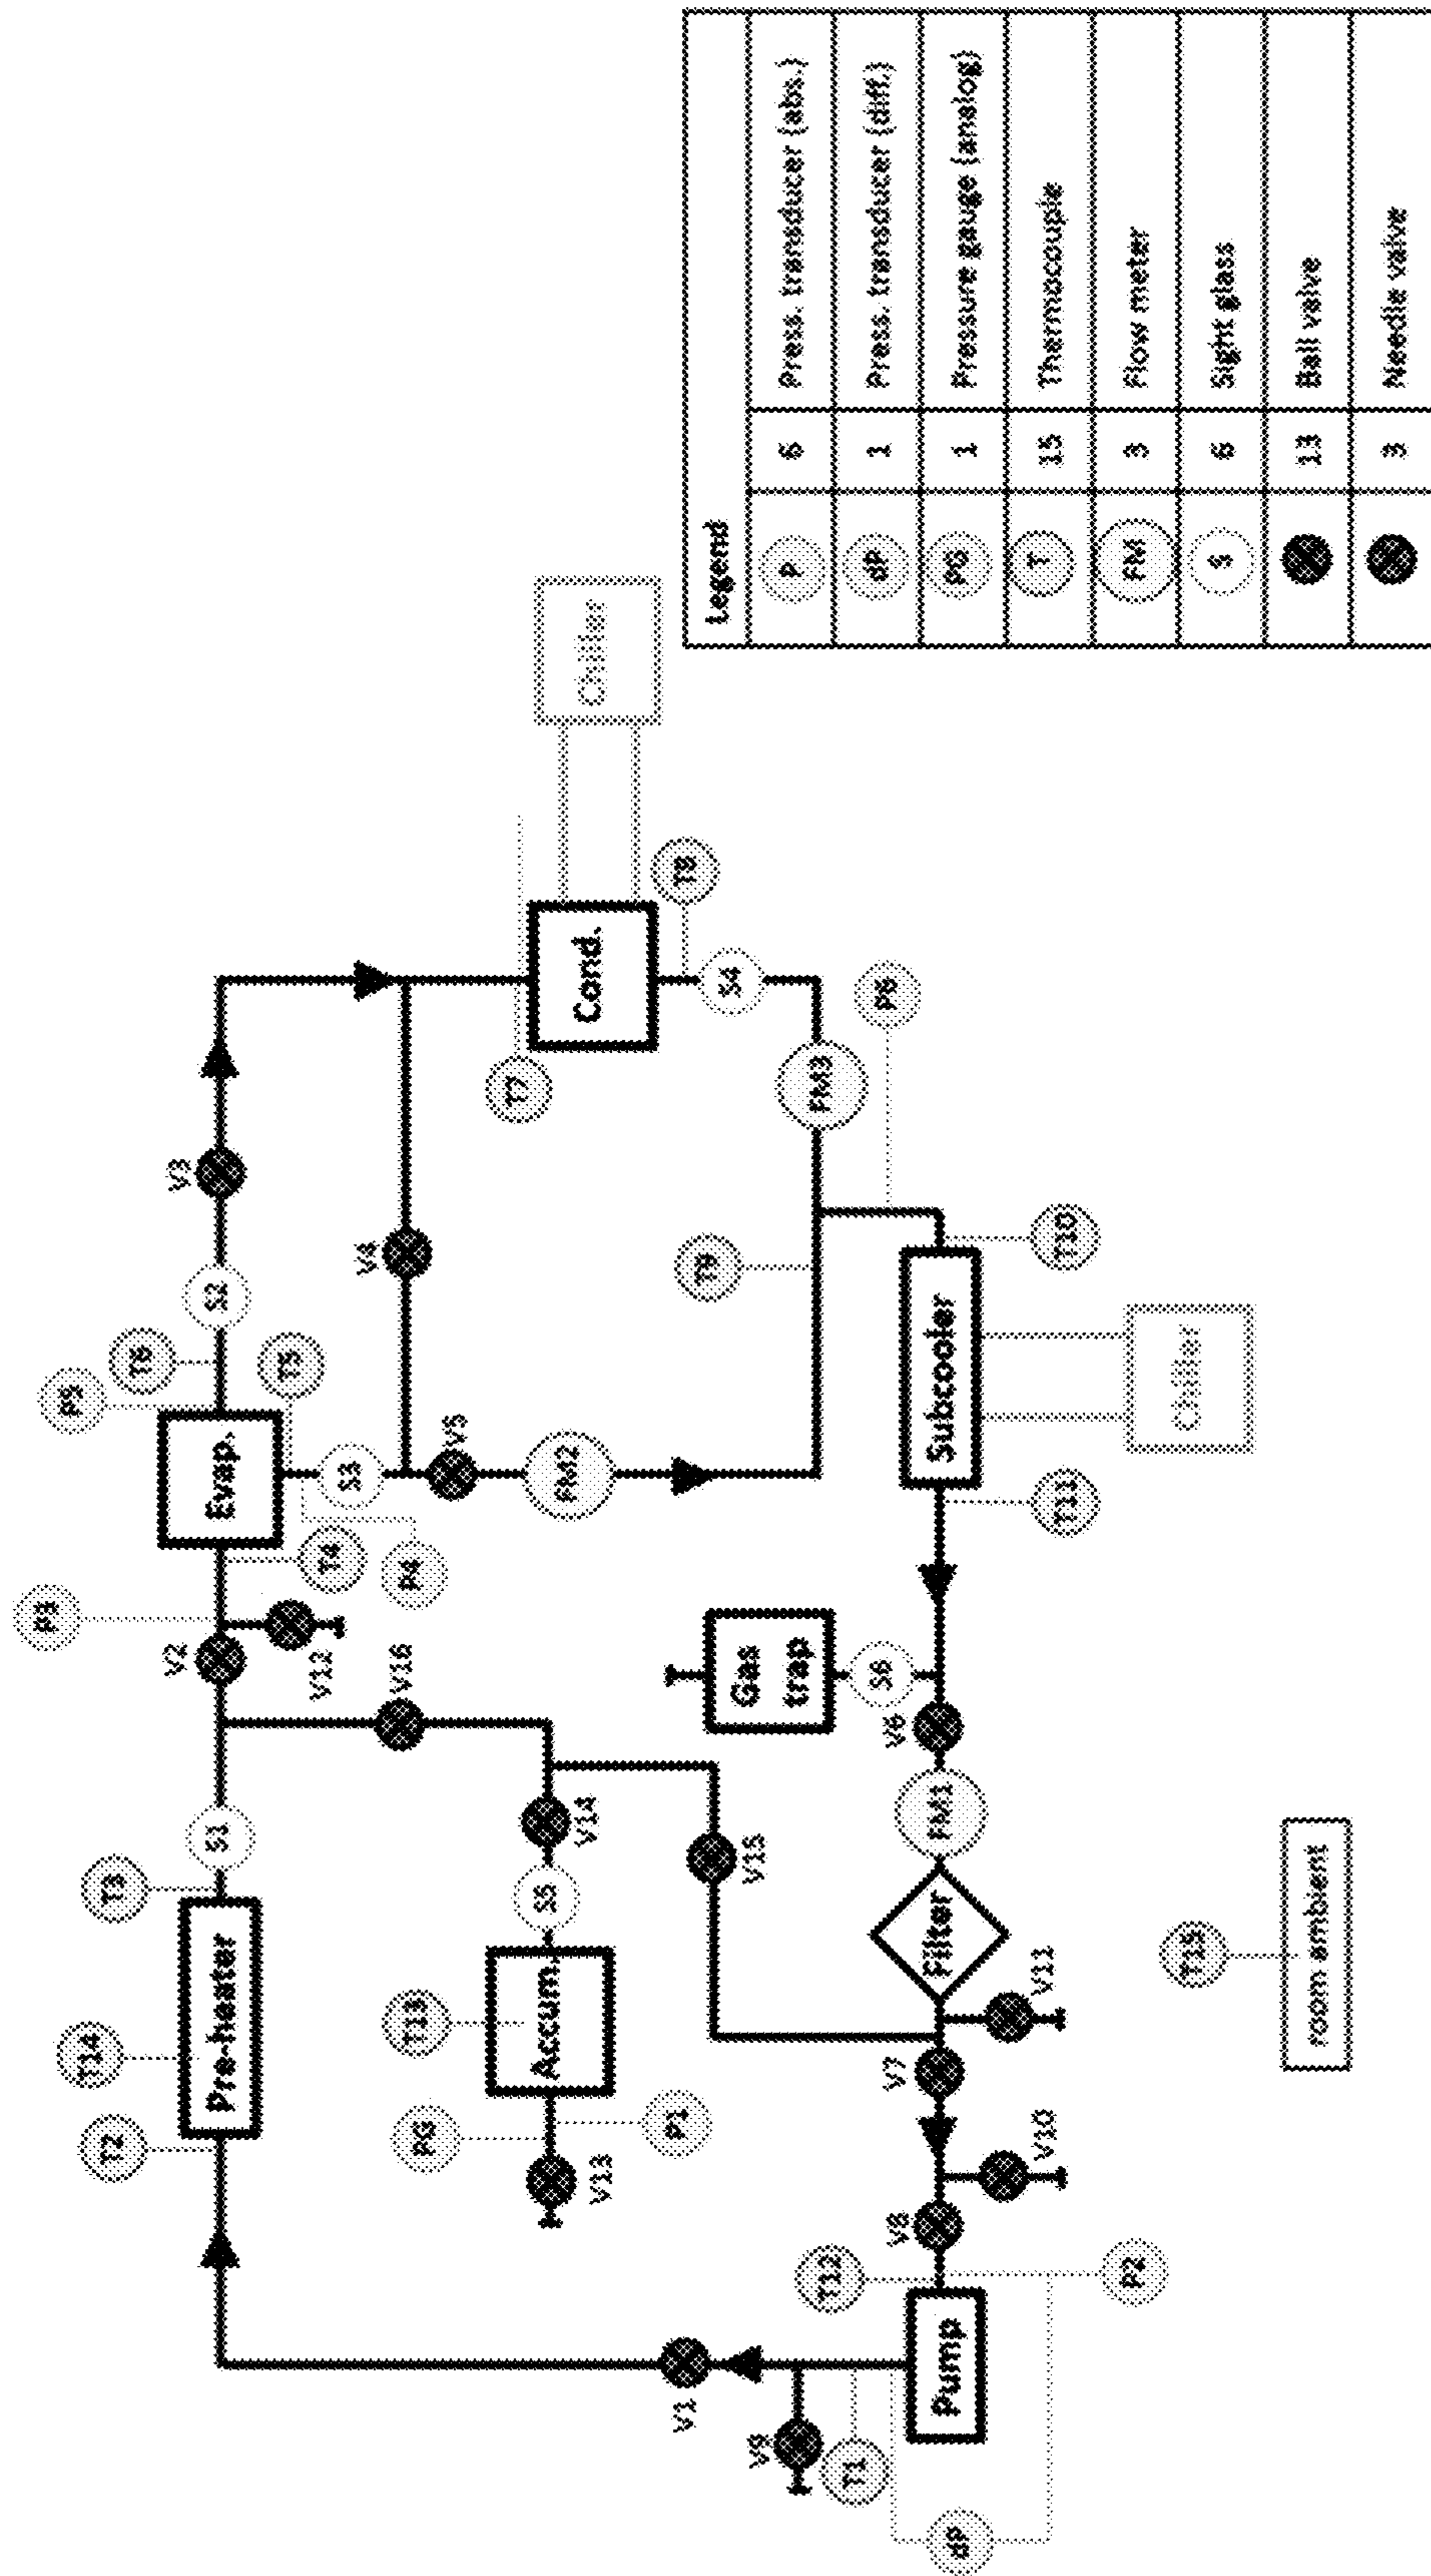 Legend
P 6 Press. transducer (abs.)
dP 1 Press. transducer (diff.)
PG 1 Pressure gauge (analog)
T 15 Thermocouple
FM 3 Flow meter
S 6 Sight glass
13 Ball valve
3 Needle valve
P3
P5
T14
T2
T3
T6
V2
V3
Pre-heater
S1
Evap.
S2
V12
T4
T5
S3
V16
P4
V4
V5
PG
T13
V13
Accum.
S5
V14
P1
FM2
T7
Cond.
Chiller
T8
S4
V1
V15
Gas
trap
T9
FM3
V9
T1
T12
S6
P6
dP
Pump
V8
V7
Filter
FM1
V6
Subcooler
V10
V11
T11
T10
P2
T15
Chiller
room ambient